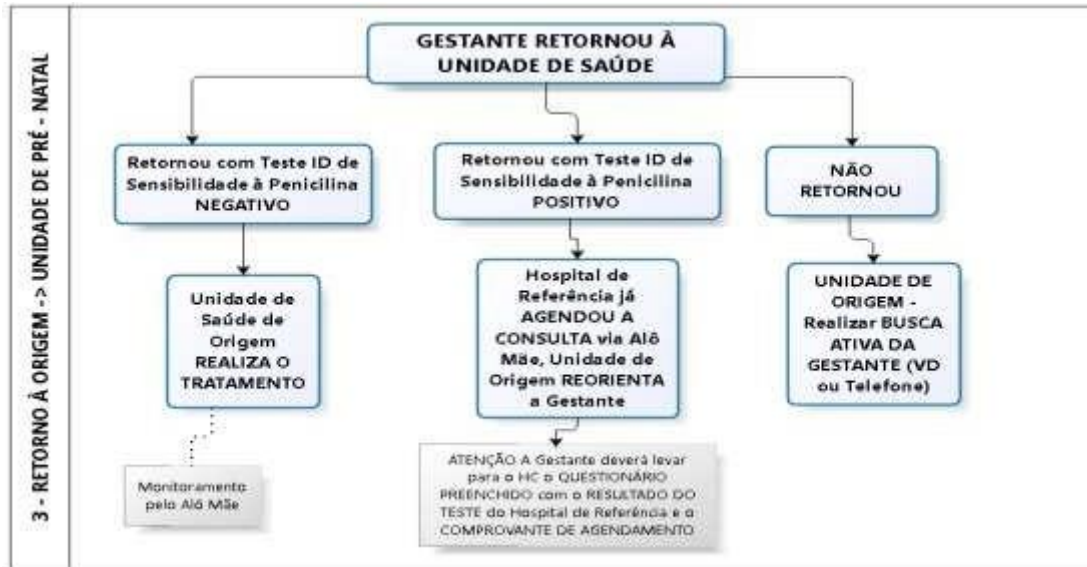 3 - RETORNO À ORIGEM -> UNIDADE DE PRÉ - NATAL
GESTANTE RETORNOU À
UNIDADE DE SAÚDE
Retornou com Teste ID de
Sensibilidade à Penicilina
NEGATIVO
Retornou com Teste ID de
Sensibilidade à Penicilina
POSITIVO
NÃO
RETORNOU
Unidade de
Saúde de
Origem
REALIZA O
TRATAMENTO
Hospital de
Referência já
AGENDOU A
CONSULTA via Alô
Mãe, Unidade de
Origem REORIENTA
a Gestante
UNIDADE DE
ORIGEM -
Realizar BUSCA
ATIVA DA
GESTANTE (VD
ou Telefone)
Monitoramento
pelo Alô Mãe
ATENÇÃO A Gestante deverá levar
para o HC o QUESTIONÁRIO
PREENCHIDO com o RESULTADO DO
TESTE do Hospital de Referência e o
COMPROVANTE DE AGENDAMENTO